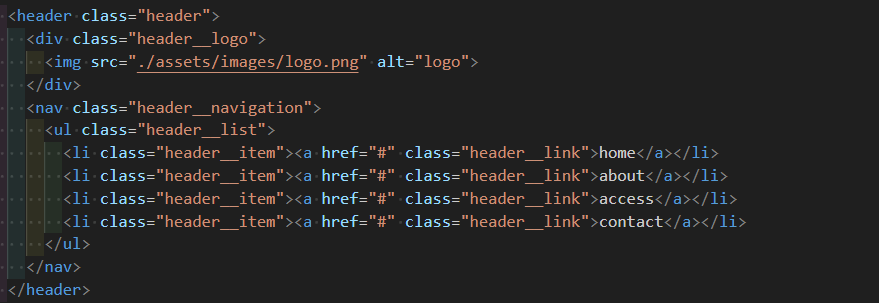 <header class="header">
<div class="header__logo">
<img src="./assets/images/logo.png" alt="logo">
</div>
<nav class="header__navigation">
<ul class="header__list">
<li class="header__item"><a href="#" class="header__link">home</a></li>
<li class="header__item"><a href="#" class="header__link">about</a></li>
<li class="header__item"><a href="#" class="header__link">access</a></li>
<li class="header__item"><a href="#" class="header__link">contact</a></li>
</ul>
</nav>
</header>